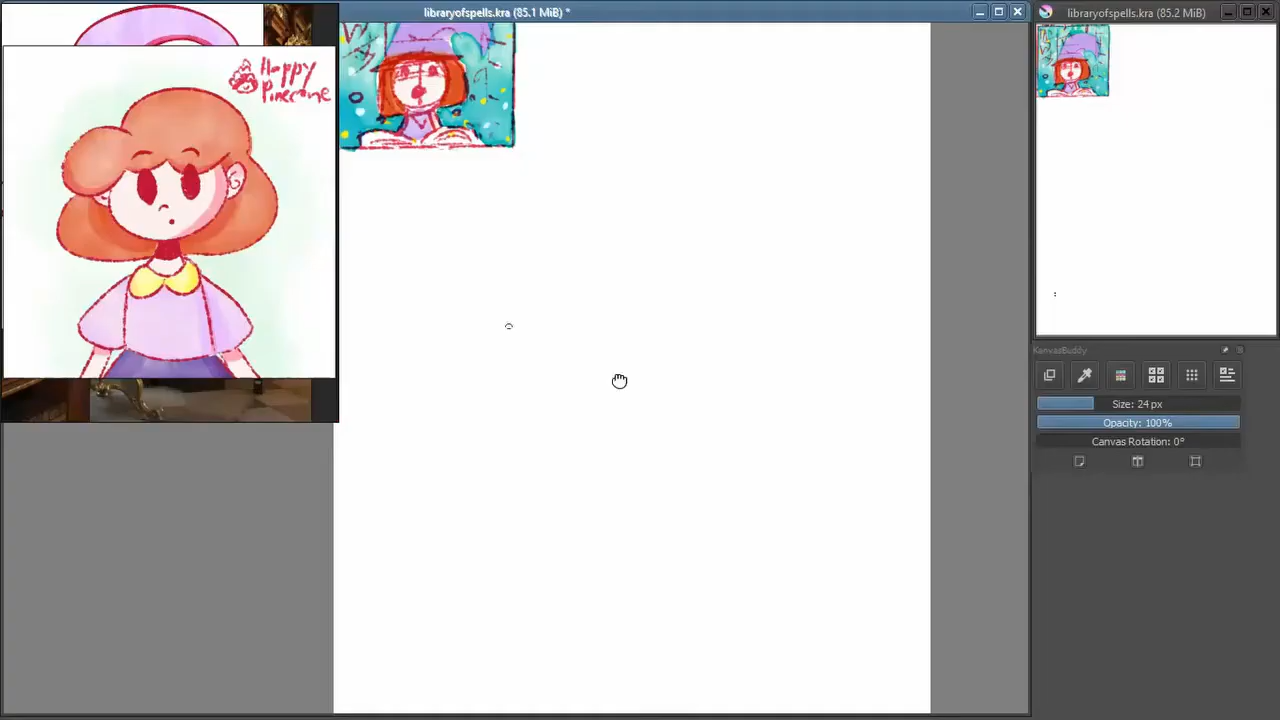 libraryofspells.kra (85.1 MiB) *
libraryofspells.kra (85.2 MiB) *
Happy
Pinecone
KanvasBuddy
Size: 24 px
Opacity: 100%
Canvas Rotation: 0°